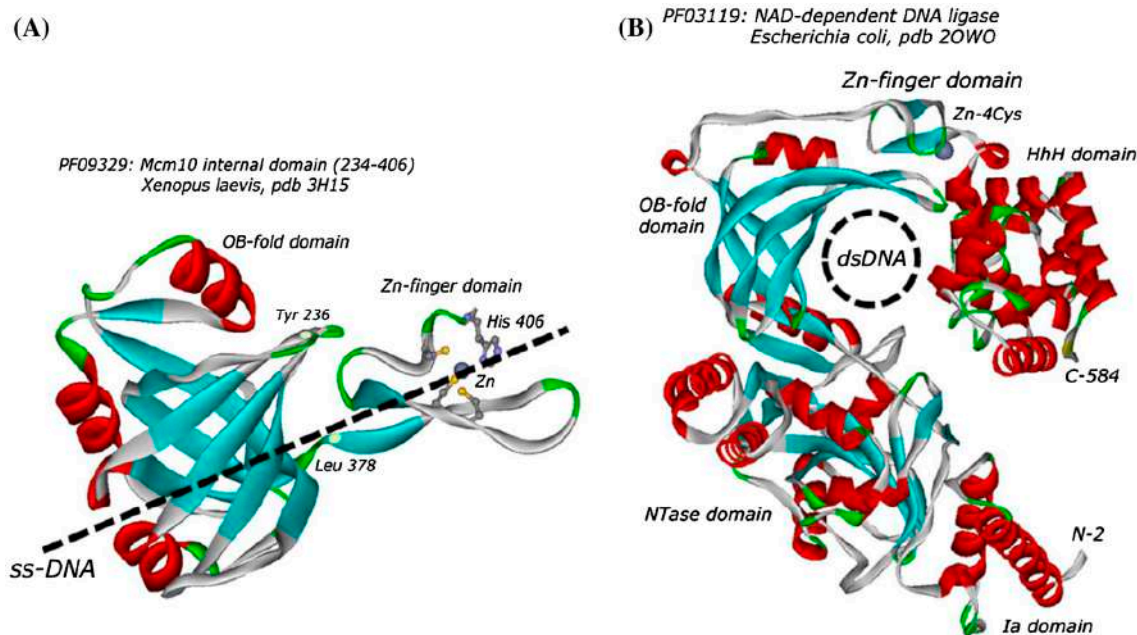 (A)
PF09329: Mcm10 internal domain (234-406)
Xenopus laevis, pdb 3H15
OB-fold domain
Zn-finger domain
Tyr 236
His 406
Zn
Leu 378
ss-DNA
(B)
PF03119: NAD-dependent DNA ligase
Escherichia coli, pdb 2OWO
Zn-finger domain
Zn-4Cys
HhH domain
OB-fold
domain
dsDNA
C-584
NTase domain
N-2
Ia domain